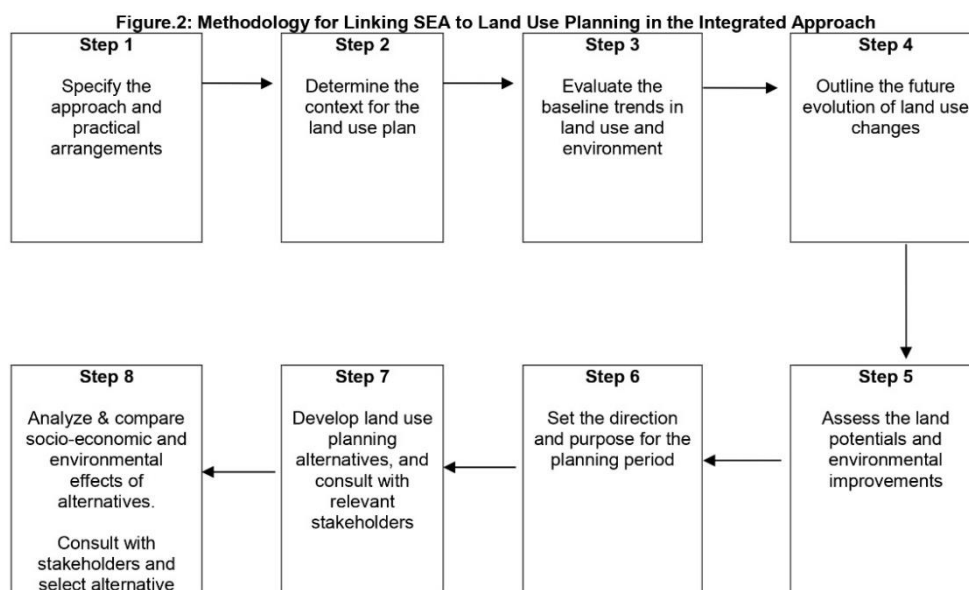 Figure.2: Methodology for Linking SEA to Land Use Planning in the Integrated Approach
Step 1
Specify the
approach and
practical
arrangements
Step 2
Determine the
context for the
land use plan
Step 3
Evaluate the
baseline trends in
land use and
environment
Step 4
Outline the future
evolution of land use
changes
Step 5
Assess the land
potentials and
environmental
improvements
Step 6
Set the direction
and purpose for the
planning period
Step 7
Develop land use
planning
alternatives, and
consult with
relevant
stakeholders
Step 8
Analyze & compare
socio-economic and
environmental
effects of
alternatives.
Consult with
stakeholders and
select alternative